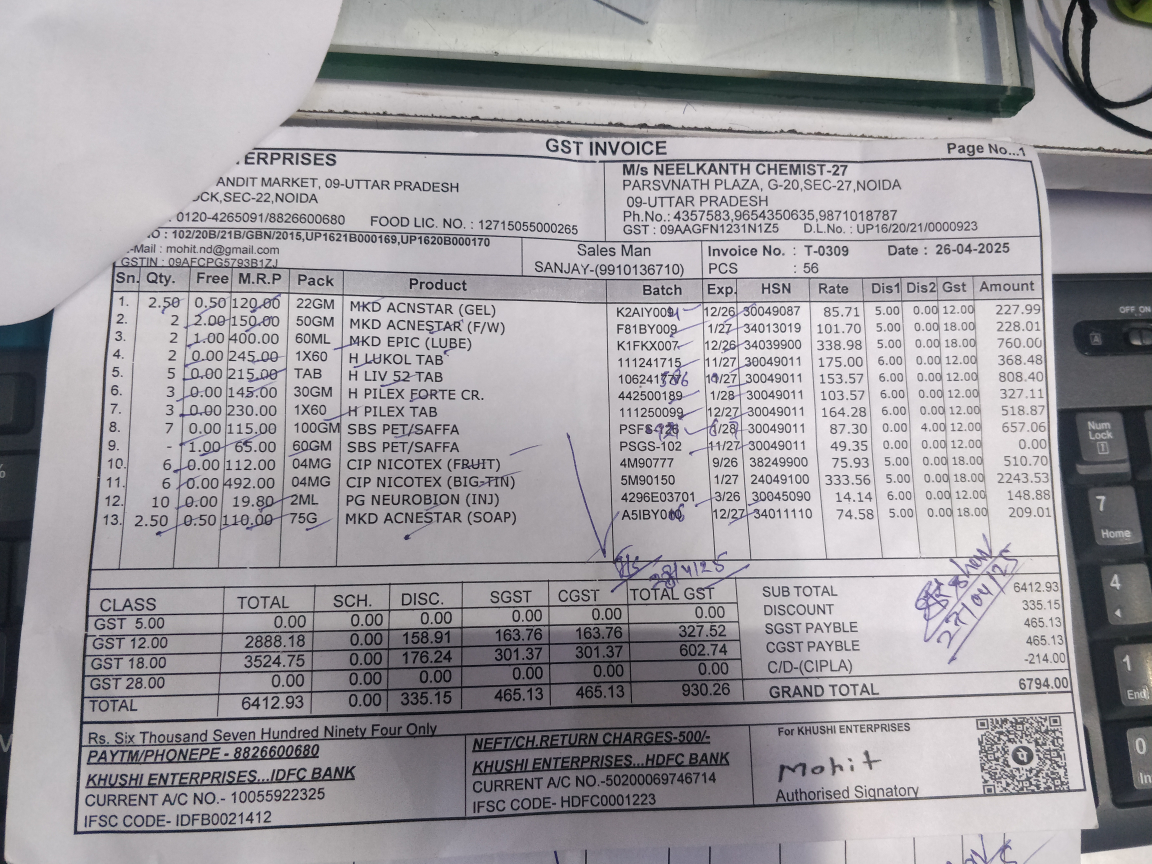 GST INVOICE
Page No...1
ERPRISES
ANDIT MARKET, 09-UTTAR PRADESH
OCK,SEC-22,NOIDA
: 0120-4265091/8826600680 FOOD LIC. NO. : 12715055000265
NO : 102/20B/21B/GBN/2015,UP1621B000169,UP1620B000170
-Mail : mohit.nd@gmail.com
GSTIN : 09AFCPG5793B1ZJ
M/s NEELKANTH CHEMIST-27
PARSVNATH PLAZA, G-20,SEC-27,NOIDA
09-UTTAR PRADESH
Ph.No.: 4357583,9654350635,9871018787
GST : 09AAGFN1231N1Z5 D.L.No.: UP16/20/21/0000923
Sales Man
SANJAY-(9910136710)
Invoice No. : T-0309 Date : 26-04-2025
PCS : 56
Sn. Qty. Free M.R.P Pack Product Batch Exp. HSN Rate Dis1 Dis2 Gst Amount
1. 2.50 0.50 120.00 22GM MKD ACNSTAR (GEL) 12/26 30049087 85.71 5.00 0.00 12.00 227.99
2. 2 2.00 150.00 50GM MKD ACNESTAR (F/W) F81BY009 1/27 34013019 101.70 5.00 0.00 18.00 228.01
3. 2 1.00 400.00 60ML MKD EPIC (LUBE) K1FKX007 12/26 34039900 338.98 5.00 0.00 18.00 760.00
4. 2 0.00 245.00 1X60 H LUKOL TAB 111241715 11/27 30049011 175.00 6.00 0.00 12.00 368.48
5. 5 0.00 215.00 TAB H LIV 52 TAB 30049011 153.57 6.00 0.00 12.00 808.40
6. 3 0.00 145.00 30GM H PILEX FORTE CR. 442500189 1/28 30049011 103.57 6.00 0.00 12.00 327.11
7. 3 0.00 230.00 1X60 H PILEX TAB 111250099 12/27 30049011 164.28 6.00 0.00 12.00 518.87
8. 7 0.00 115.00 100GM SBS PET/SAFFA 30049011 87.30 0.00 4.00 12.00 657.06
9. - 1.00 65.00 60GM SBS PET/SAFFA PSGS-102 11/27 30049011 49.35 0.00 0.00 12.00 0.00
10. 6 0.00 112.00 04MG CIP NICOTEX (FRUIT) 4M90777 9/26 38249900 75.93 5.00 0.00 18.00 510.70
11. 6 0.00 492.00 04MG CIP NICOTEX (BIG-TIN) 5M90150 1/27 24049100 333.56 5.00 0.00 18.00 2243.53
12. 10 0.00 19.80 2ML PG NEUROBION (INJ) 4296E03701 3/26 30045090 14.14 6.00 0.00 12.00 148.88
13. 2.50 0.50 110.00 75G MKD ACNESTAR (SOAP) 12/27 34011110 74.58 5.00 0.00 18.00 209.01
28/4/25
27/04/25
CLASS TOTAL SCH. DISC. SGST CGST TOTAL GST
GST 5.00 0.00 0.00 0.00 0.00 0.00 0.00
GST 12.00 2888.18 0.00 158.91 163.76 163.76 327.52
GST 18.00 3524.75 0.00 176.24 301.37 301.37 602.74
GST 28.00 0.00 0.00 0.00 0.00 0.00 0.00
TOTAL 6412.93 0.00 335.15 465.13 465.13 930.26
SUB TOTAL 6412.93
DISCOUNT 335.15
SGST PAYBLE 465.13
CGST PAYBLE 465.13
C/D-(CIPLA) -214.00
GRAND TOTAL 6794.00
Rs. Six Thousand Seven Hundred Ninety Four Only
PAYTM/PHONEPE - 8826600680
KHUSHI ENTERPRISES...IDFC BANK
CURRENT A/C NO.- 10055922325
IFSC CODE- IDFB0021412
NEFT/CH.RETURN CHARGES-500/-
KHUSHI ENTERPRISES...HDFC BANK
CURRENT A/C NO.-50200069746714
IFSC CODE- HDFC0001223
For KHUSHI ENTERPRISES
Mohit
Authorised Signatory
OFF ON
A
Num
Lock
1
7
Home
4
1
End
0
In